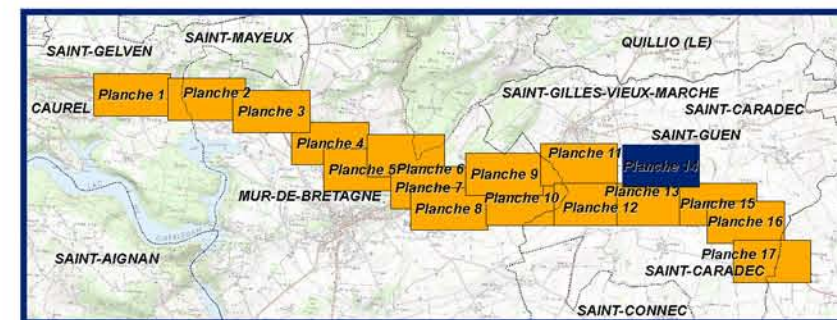 SAINT-MAYEUX
SAINT-GELVEN
QUILLIO (LE)
CAUREL
Planche 1
Planche 2
Planche 3
SAINT-GILLES-VIEUX-MARCHE
SAINT-CARADEC
SAINT-GUEN
Planche 4
Planche 5
Planche 6
Planche 7
Planche 8
Planche 9
Planche 10
Planche 11
Planche 12
Planche 13
Planche 14
Planche 15
Planche 16
Planche 17
MUR-DE-BRETAGNE
SAINT-AIGNAN
SAINT-CARADEC
SAINT-CONNEC